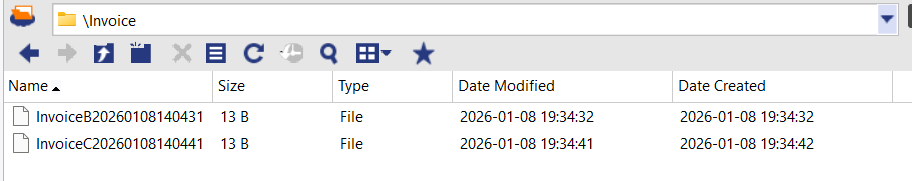 \Invoice
Name Size Type Date Modified Date Created
InvoiceB20260108140431 13 B File 2026-01-08 19:34:32 2026-01-08 19:34:32
InvoiceC20260108140441 13 B File 2026-01-08 19:34:41 2026-01-08 19:34:42